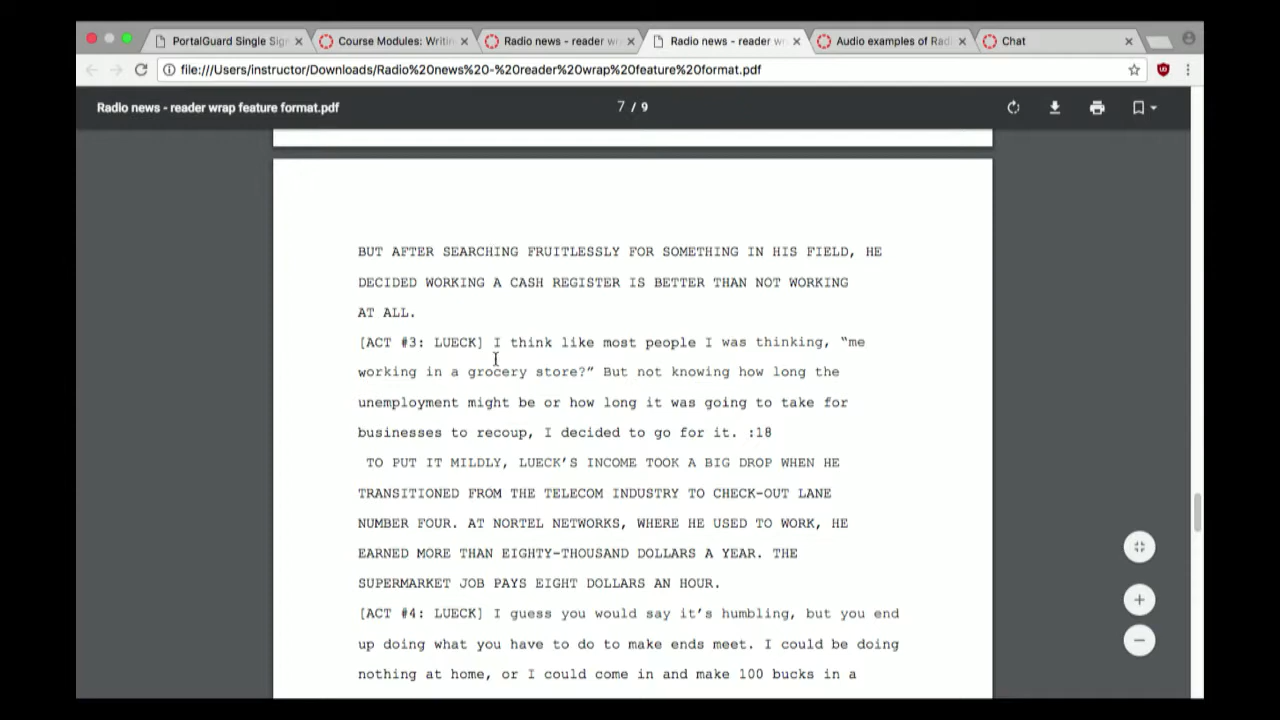 PortalGuard Single Sig
Course Modules: Writin
Radio news - reader wr
Radio news - reader wr
Audio examples of Rad
Chat
file:///Users/instructor/Downloads/Radio%20news%20-%20reader%20wrap%20feature%20format.pdf
Radio news - reader wrap feature format.pdf
7 / 9
BUT AFTER SEARCHING FRUITLESSLY FOR SOMETHING IN HIS FIELD, HE
DECIDED WORKING A CASH REGISTER IS BETTER THAN NOT WORKING
AT ALL.
[ACT #3: LUECK] I think like most people I was thinking, “me
working in a grocery store?” But not knowing how long the
unemployment might be or how long it was going to take for
businesses to recoup, I decided to go for it. :18
TO PUT IT MILDLY, LUECK’S INCOME TOOK A BIG DROP WHEN HE
TRANSITIONED FROM THE TELECOM INDUSTRY TO CHECK-OUT LANE
NUMBER FOUR. AT NORTEL NETWORKS, WHERE HE USED TO WORK, HE
EARNED MORE THAN EIGHTY-THOUSAND DOLLARS A YEAR. THE
SUPERMARKET JOB PAYS EIGHT DOLLARS AN HOUR.
[ACT #4: LUECK] I guess you would say it’s humbling, but you end
up doing what you have to do to make ends meet. I could be doing
nothing at home, or I could come in and make 100 bucks in a